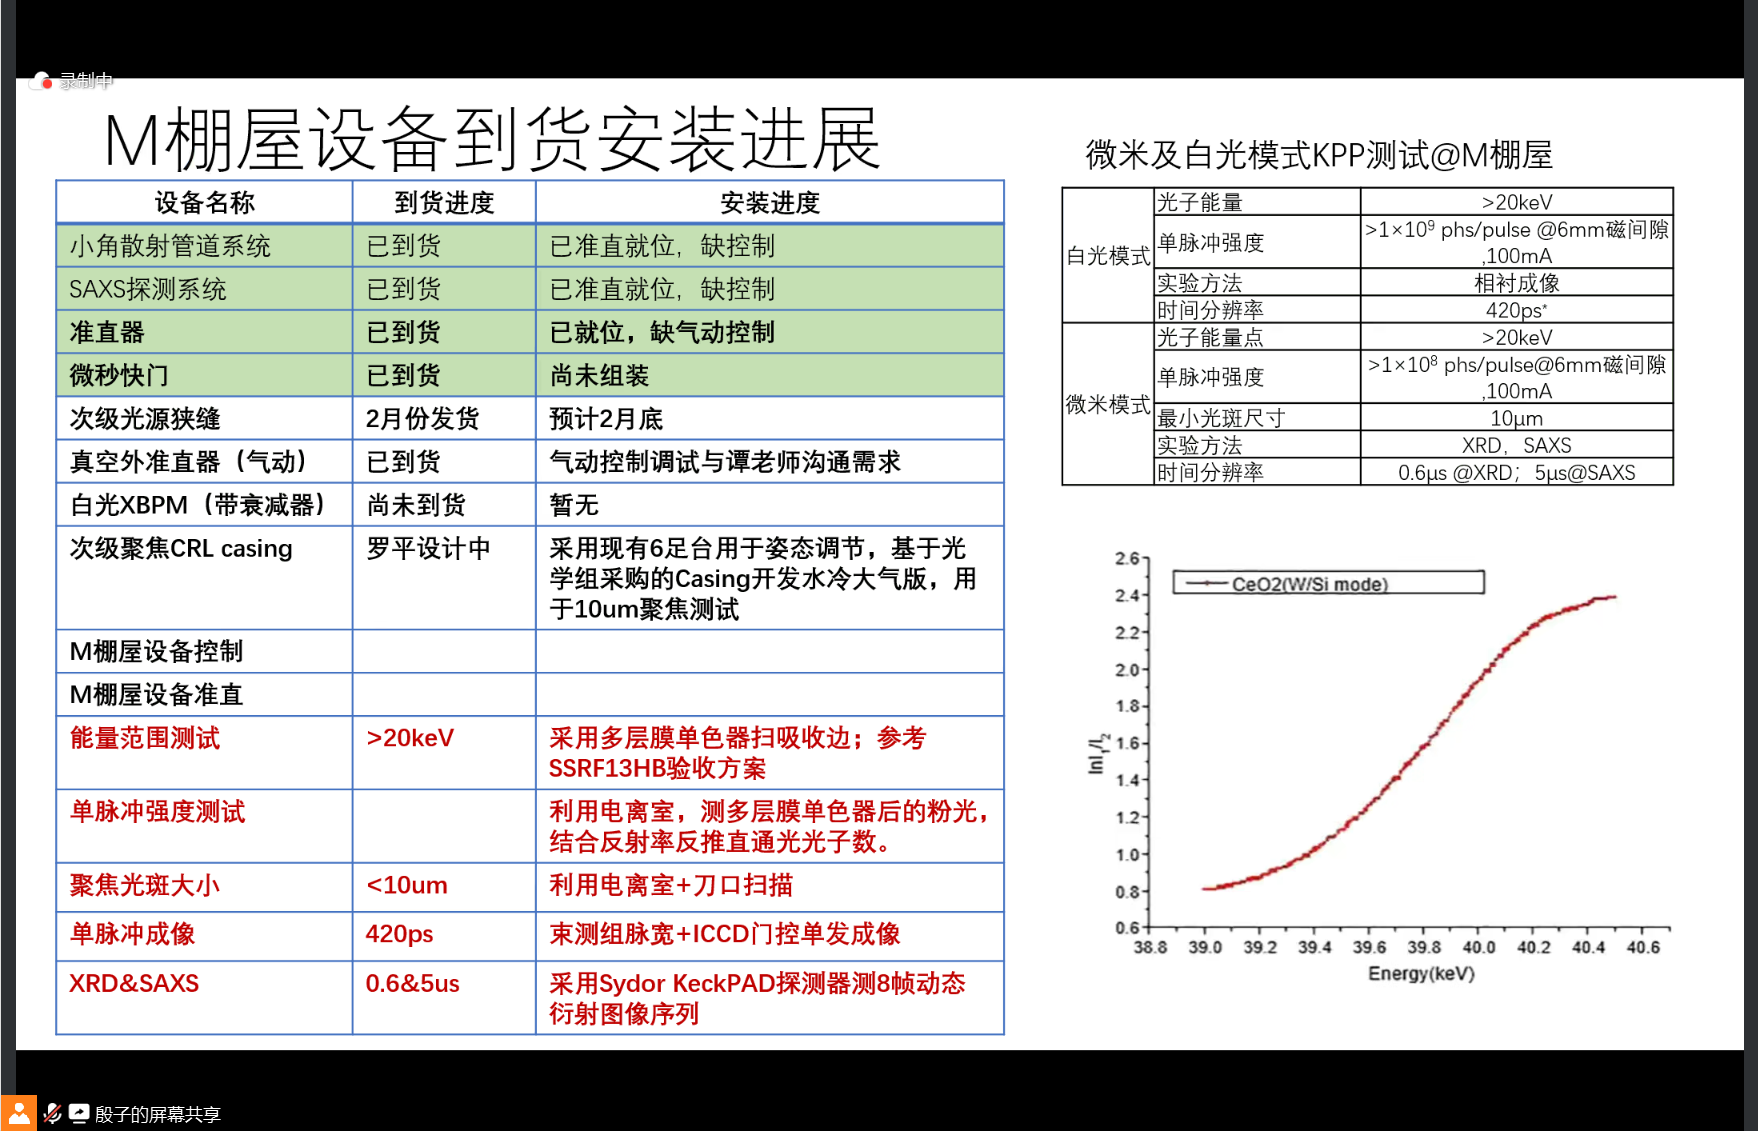 录制中
M棚屋设备到货安装进展
设备名称 到货进度 安装进度
小角散射管道系统 已到货 已准直就位，缺控制
SAXS探测系统 已到货 已准直就位，缺控制
准直器 已到货 已就位，缺气动控制
微秒快门 已到货 尚未组装
次级光源狭缝 2月份发货 预计2月底
真空外准直器（气动） 已到货 气动控制调试与谭老师沟通需求
白光XBPM（带衰减器） 尚未到货 暂无
次级聚焦CRL casing 罗平设计中 采用现有6足台用于姿态调节，基于光
学组采购的Casing开发水冷大气版，用
于10um聚焦测试
M棚屋设备控制
M棚屋设备准直
能量范围测试 >20keV 采用多层膜单色器扫吸收边；参考
SSRF13HB验收方案
单脉冲强度测试 利用电离室，测多层膜单色器后的粉光，
结合反射率反推直通光光子数。
聚焦光斑大小 <10um 利用电离室+刀口扫描
单脉冲成像 420ps 束测组脉宽+ICCD门控单发成像
XRD&SAXS 0.6&5us 采用Sydor KeckPAD探测器测8帧动态
衍射图像序列
微米及白光模式KPP测试@M棚屋
白光模式
光子能量 >20keV
单脉冲强度 >1×10⁹ phs/pulse @6mm磁间隙
,100mA
实验方法 相衬成像
时间分辨率 420ps*
微米模式
光子能量点 >20keV
单脉冲强度 >1×10⁸ phs/pulse@6mm磁间隙
,100mA
最小光斑尺寸 10μm
实验方法 XRD，SAXS
时间分辨率 0.6μs @XRD；5μs@SAXS
CeO2(W/Si mode)
2.6
2.4
2.2
2.0
1.8
1.6
1.4
1.2
1.0
0.8
0.6
lnI₁/I₂
38.8 39.0 39.2 39.4 39.6 39.8 40.0 40.2 40.4 40.6
Energy(keV)
殷子的屏幕共享